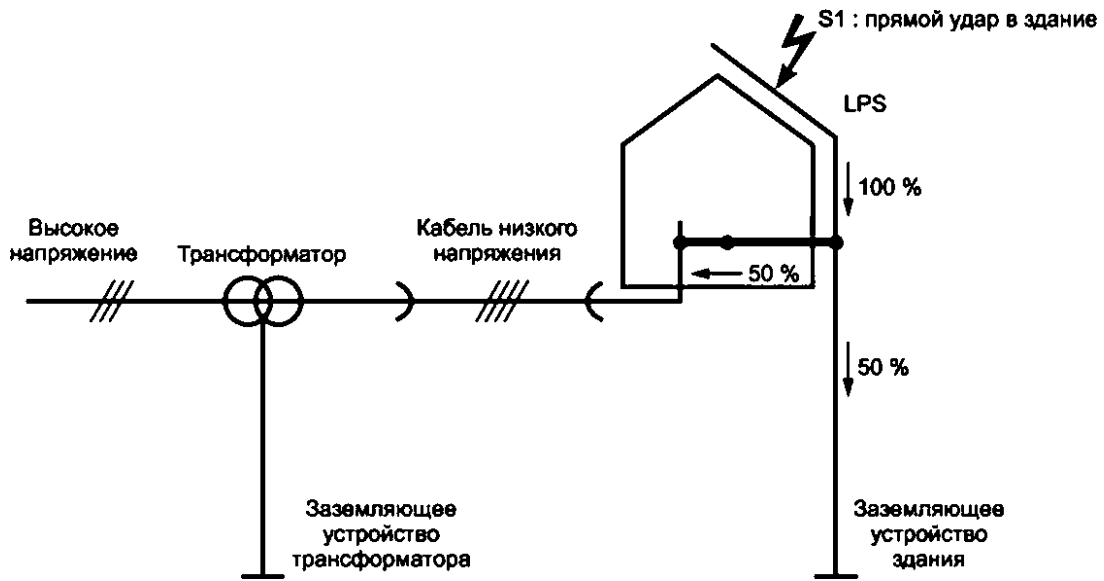 S1 : прямой удар в здание
LPS
100 %
Высокое
напряжение
Трансформатор
Кабель низкого
напряжения
50 %
50 %
Заземляющее
устройство
трансформатора
Заземляющее
устройство
здания